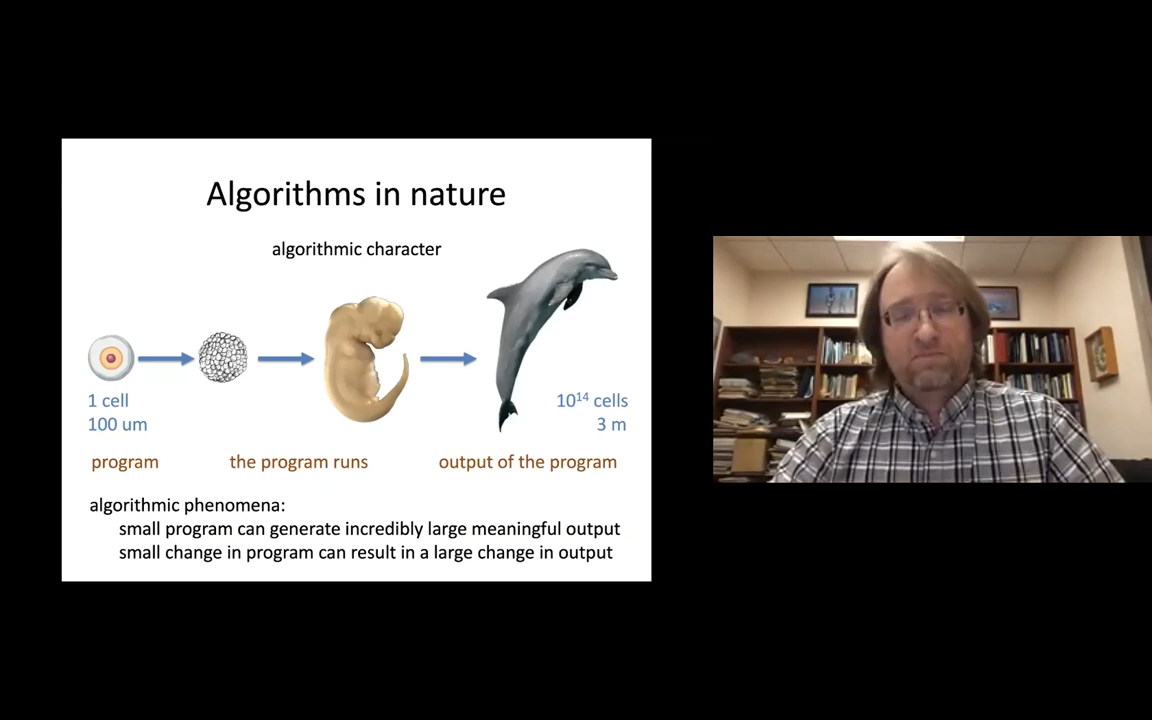 Algorithms in nature
algorithmic character
1 cell
100 um
10¹⁴ cells
3 m
program
the program runs
output of the program
algorithmic phenomena:
small program can generate incredibly large meaningful output
small change in program can result in a large change in output